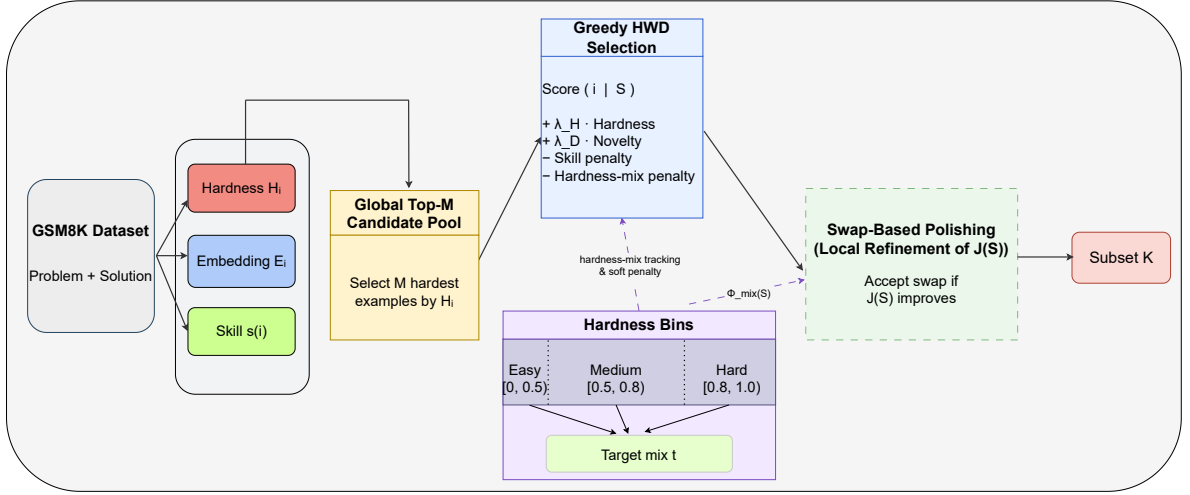 GSM8K Dataset
Problem + Solution
Hardness Hᵢ
Embedding Eᵢ
Skill s(i)
Global Top-M
Candidate Pool
Select M hardest
examples by Hᵢ
Greedy HWD
Selection
Score ( i | S )
+ λ_H · Hardness
+ λ_D · Novelty
− Skill penalty
− Hardness-mix penalty
hardness-mix tracking
& soft penalty
Φ_mix(S)
Hardness Bins
Easy
[0, 0.5)
Medium
[0.5, 0.8)
Hard
[0.8, 1.0)
Target mix t
Swap-Based Polishing
(Local Refinement of J(S))
Accept swap if
J(S) improves
Subset K